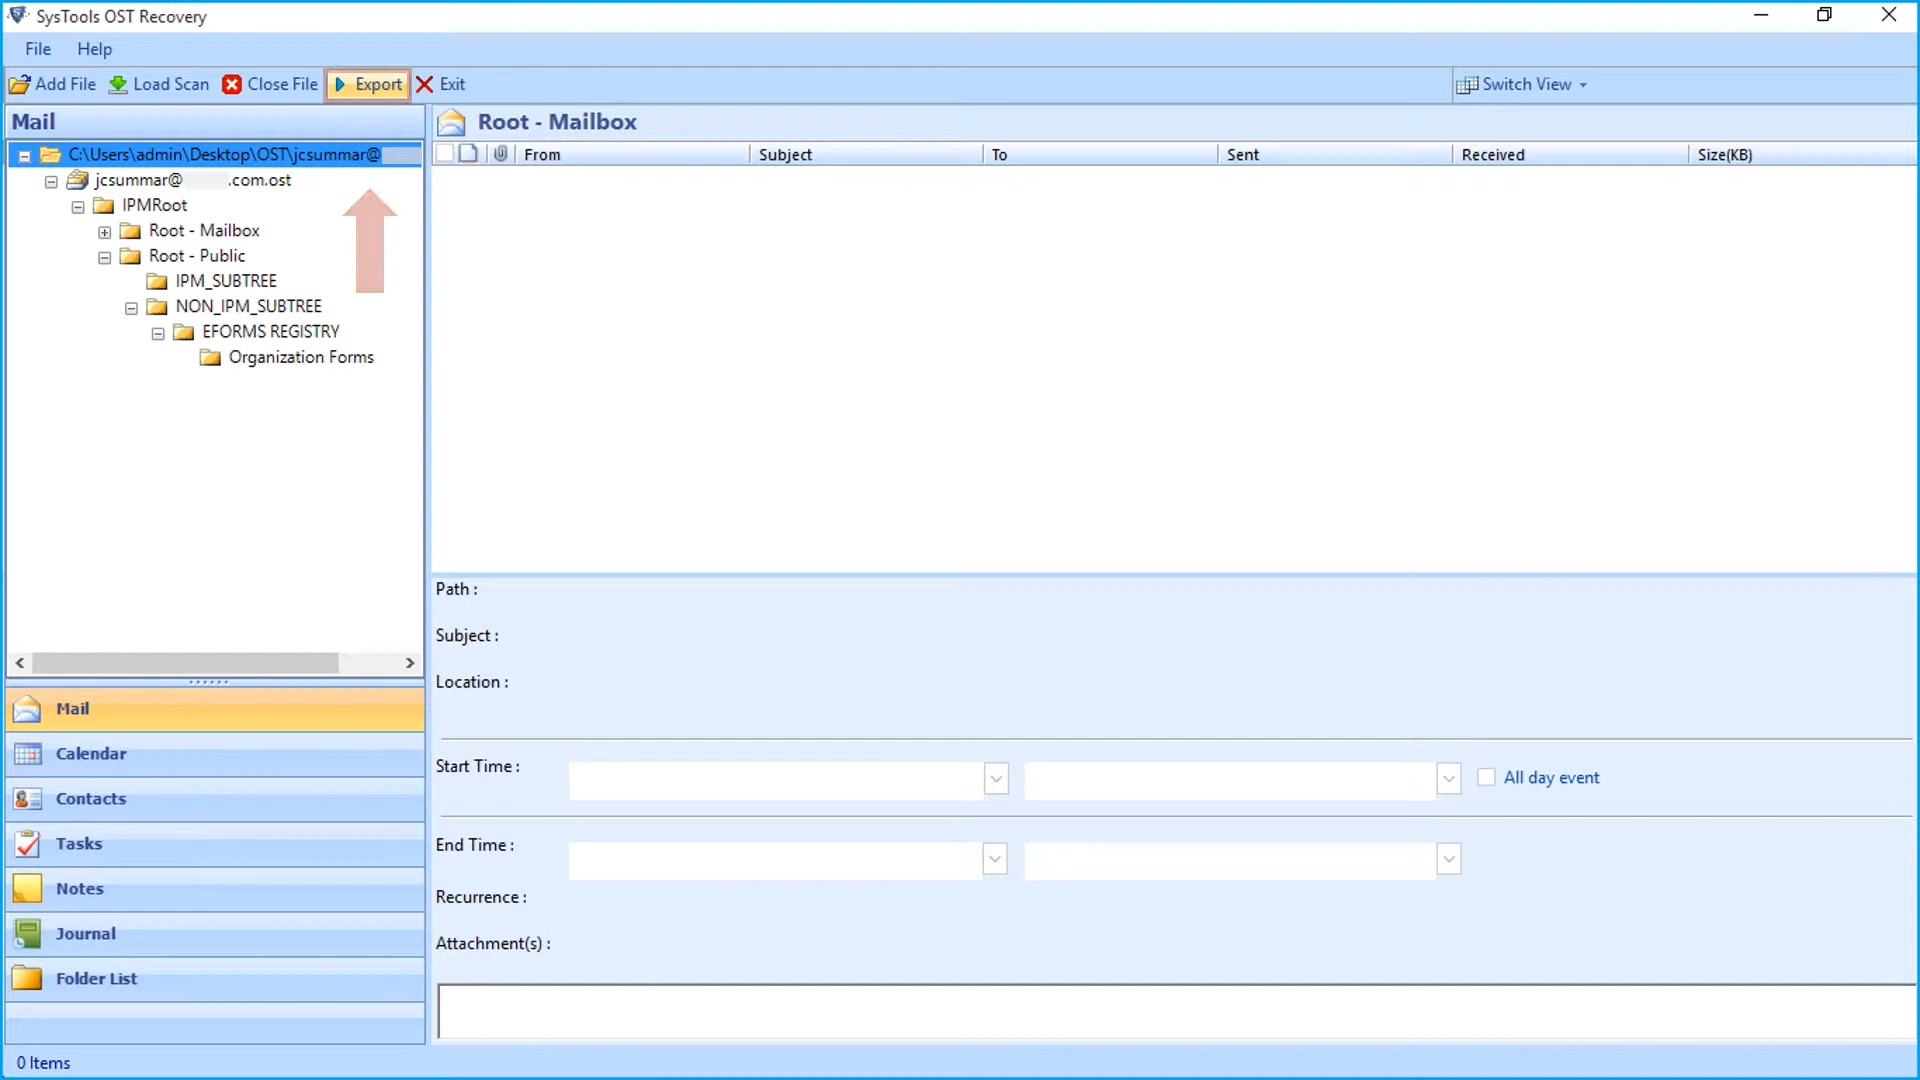 SysTools OST Recovery
File Help
Add File Load Scan Close File Export Exit Switch View
Mail
C:\Users\admin\Desktop\OST\jcsummar@
jcsummar@ .com.ost
IPMRoot
Root - Mailbox
Root - Public
IPM_SUBTREE
NON_IPM_SUBTREE
EFORMS REGISTRY
Organization Forms
Mail
Calendar
Contacts
Tasks
Notes
Journal
Folder List
Root - Mailbox
From Subject To Sent Received Size(KB)
Path :
Subject :
Location :
Start Time : All day event
End Time :
Recurrence :
Attachment(s) :
0 Items